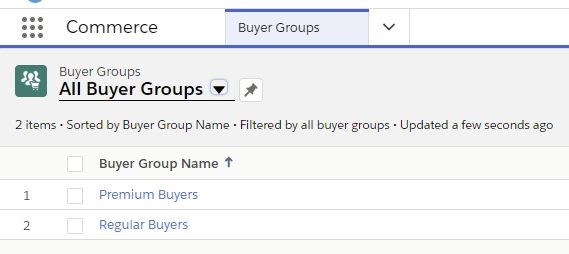 Commerce
Buyer Groups
Buyer Groups
All Buyer Groups
2 items • Sorted by Buyer Group Name • Filtered by all buyer groups • Updated a few seconds ago
Buyer Group Name ↑
1 Premium Buyers
2 Regular Buyers